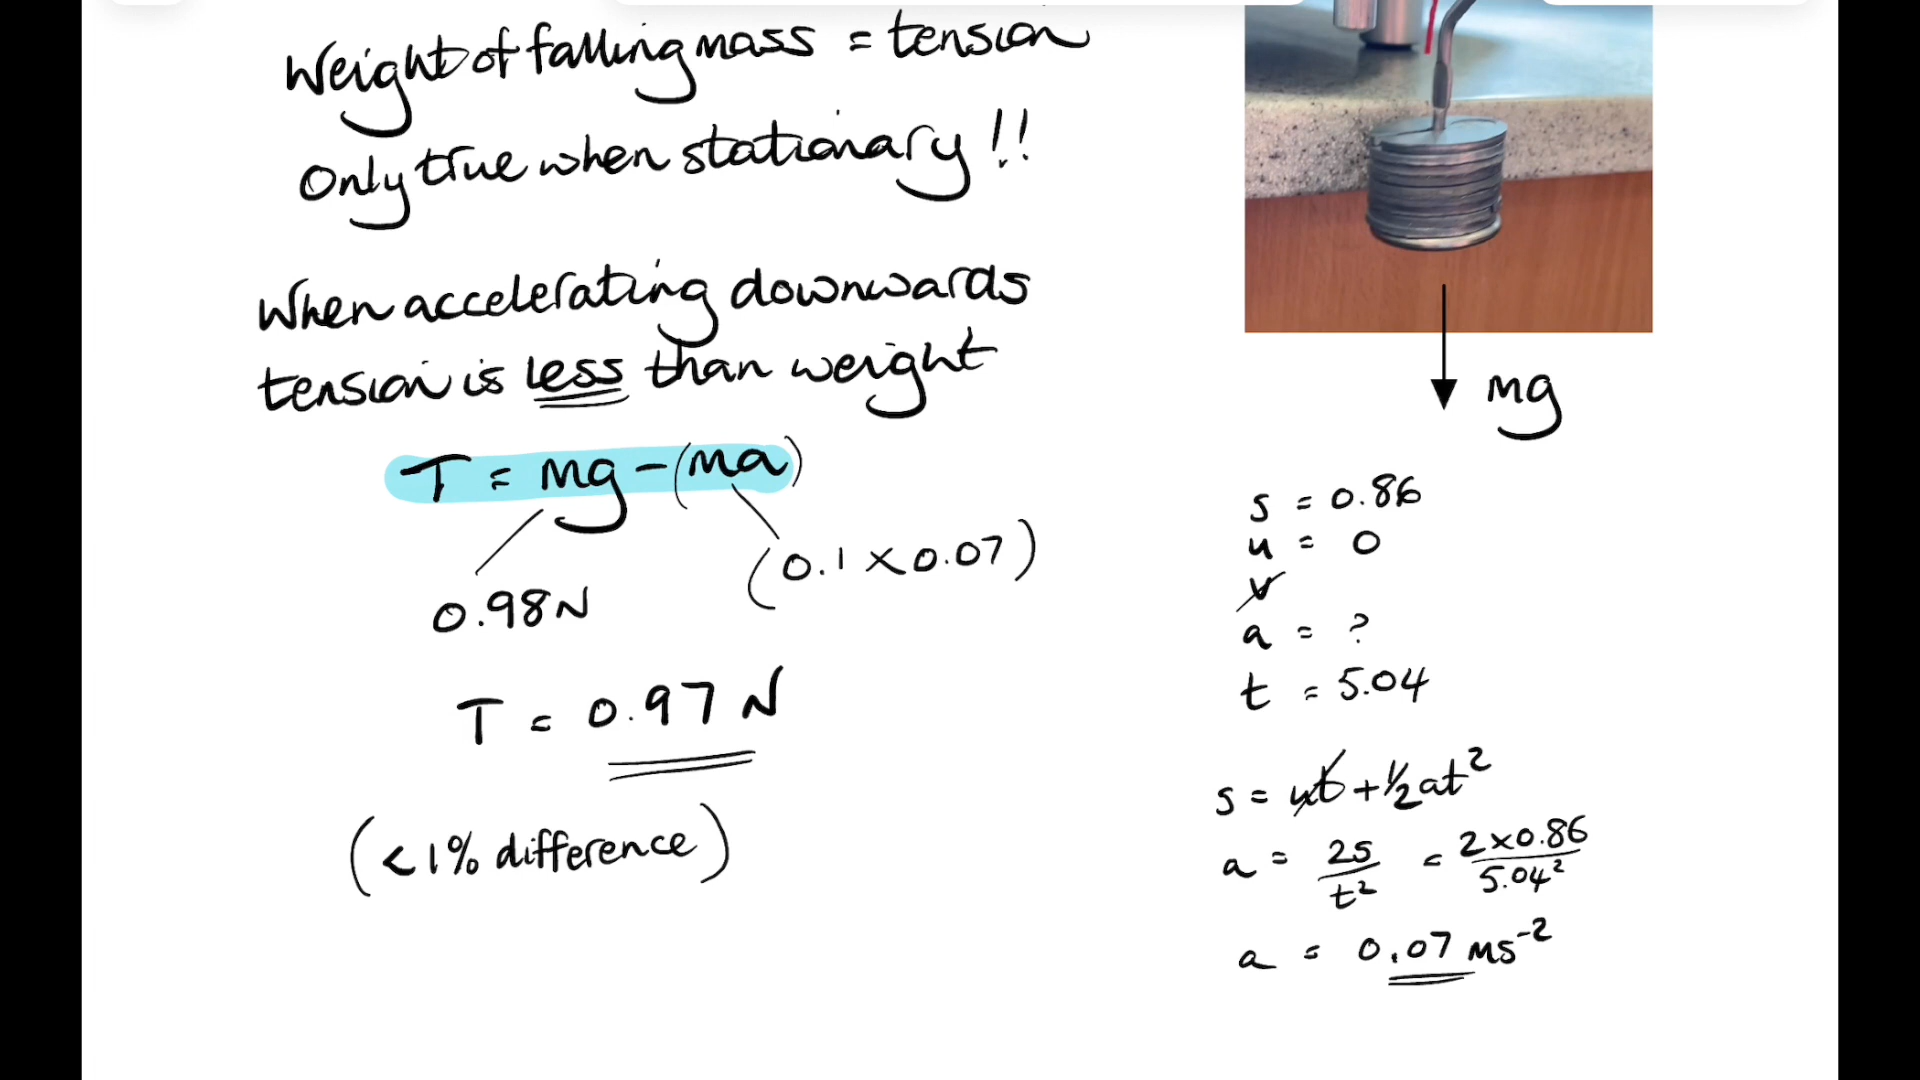 Weight of falling mass = tension
Only true when stationary!!
When accelerating downwards
tension is less than weight
T = mg - (ma)
0.98N
(0.1 × 0.07)
T = 0.97 N
(< 1% difference)
mg
s = 0.86
u = 0
v
a = ?
t = 5.04
s = ut + ½at²
a = 2s/t² = 2×0.86/5.04²
a = 0.07 ms⁻²